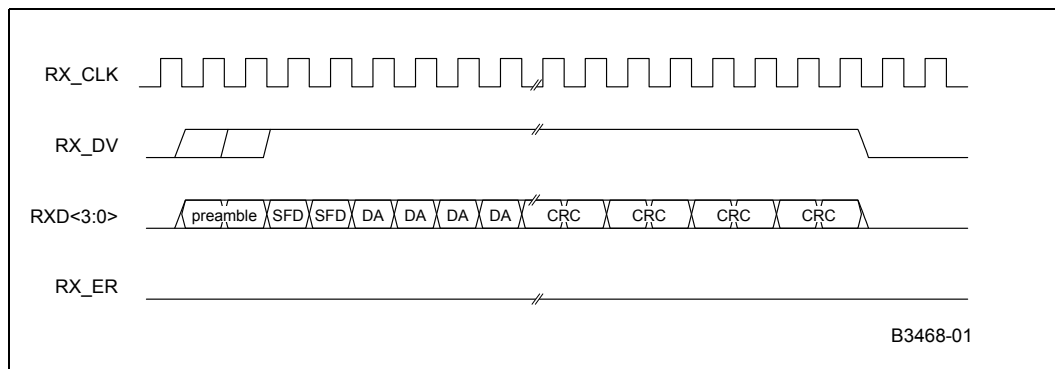 RX_CLK
RX_DV
RXD<3:0> preamble SFD SFD DA DA DA DA CRC CRC CRC CRC
RX_ER
B3468-01